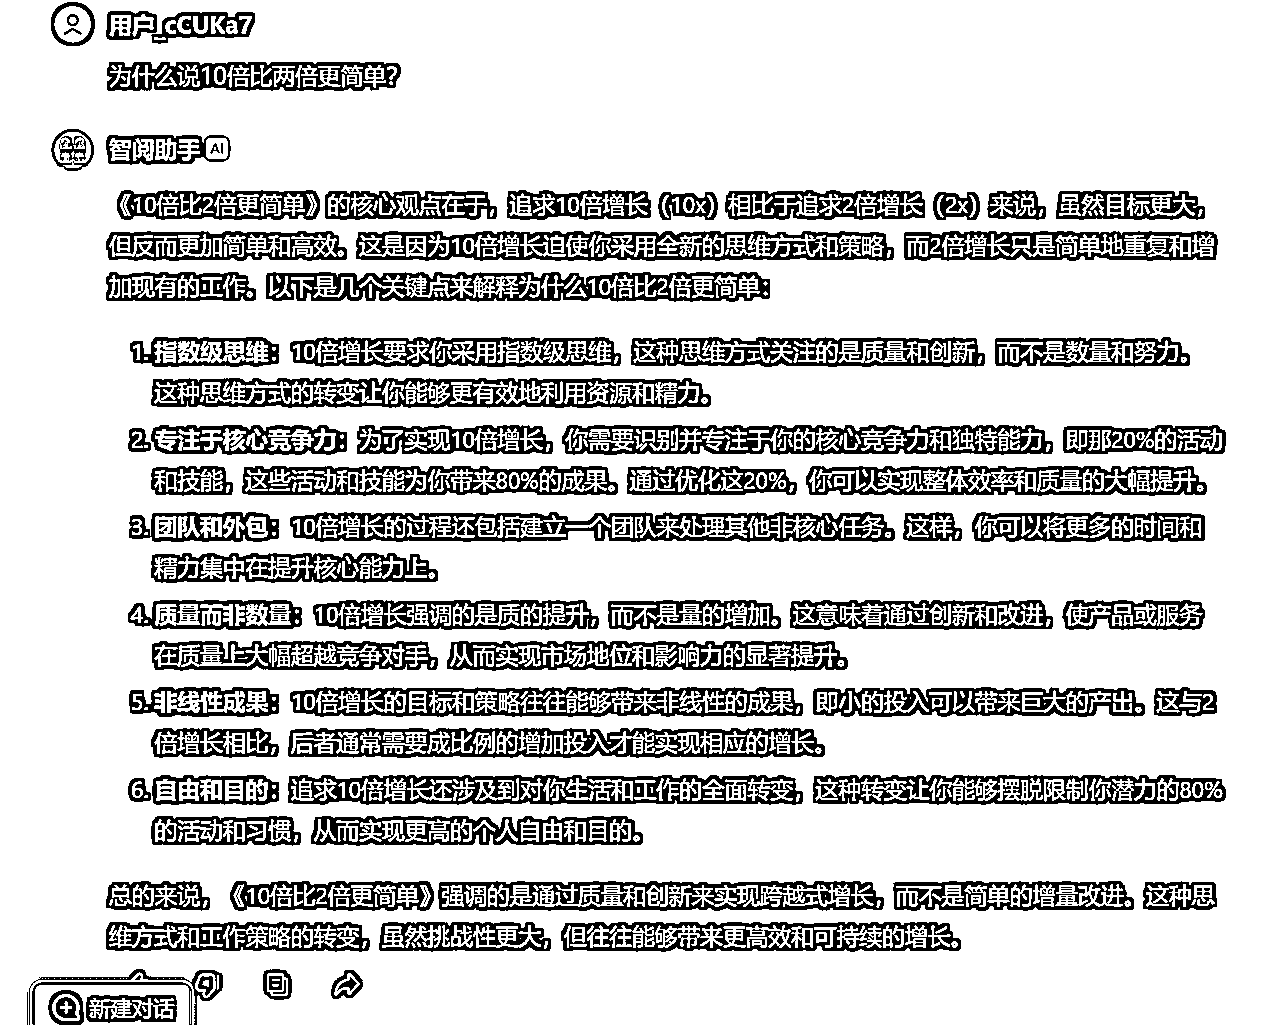 用户_cCUKa7
为什么说10倍比两倍更简单?
智阅助手 AI
《10倍比2倍更简单》的核心观点在于，追求10倍增长（10x）相比于追求2倍增长（2x）来说，虽然目标更大，
但反而更加简单和高效。这是因为10倍增长迫使你采用全新的思维方式和策略，而2倍增长只是简单地重复和增
加现有的工作。以下是几个关键点来解释为什么10倍比2倍更简单：
1. 指数级思维：10倍增长要求你采用指数级思维，这种思维方式关注的是质量和创新，而不是数量和努力。
这种思维方式的转变让你能够更有效地利用资源和精力。
2. 专注于核心竞争力：为了实现10倍增长，你需要识别并专注于你的核心竞争力和独特能力，即那20%的活动
和技能，这些活动和技能为你带来80%的成果。通过优化这20%，你可以实现整体效率和质量的大幅提升。
3. 团队和外包：10倍增长的过程还包括建立一个团队来处理其他非核心任务。这样，你可以将更多的时间和
精力集中在提升核心能力上。
4. 质量而非数量：10倍增长强调的是质的提升，而不是量的增加。这意味着通过创新和改进，使产品或服务
在质量上大幅超越竞争对手，从而实现市场地位和影响力的显著提升。
5. 非线性成果：10倍增长的目标和策略往往能够带来非线性的成果，即小的投入可以带来巨大的产出。这与2
倍增长相比，后者通常需要成比例的增加投入才能实现相应的增长。
6. 自由和目的：追求10倍增长还涉及到对你生活和工作的全面转变，这种转变让你能够摆脱限制你潜力的80%
的活动和习惯，从而实现更高的个人自由和目的。
总的来说，《10倍比2倍更简单》强调的是通过质量和创新来实现跨越式增长，而不是简单的增量改进。这种思
维方式和工作策略的转变，虽然挑战性更大，但往往能够带来更高效和可持续的增长。
新建对话